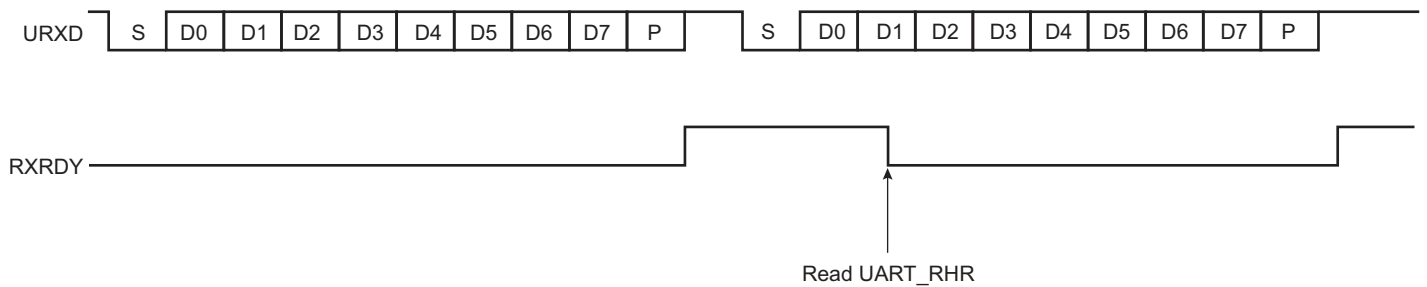 URXD S D0 D1 D2 D3 D4 D5 D6 D7 P S D0 D1 D2 D3 D4 D5 D6 D7 P
RXRDY
Read UART_RHR